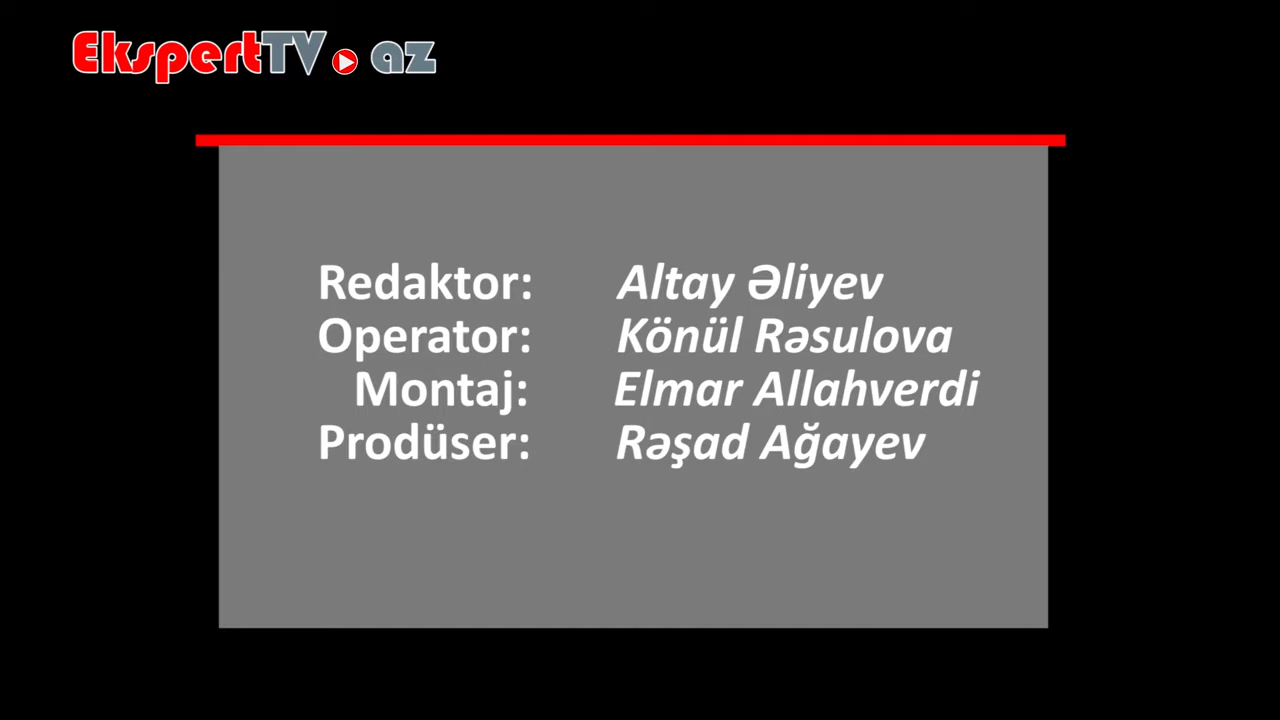 EkspertTV az
Redaktor: Altay Əliyev
Operator: Könül Rəsulova
Montaj: Elmar Allahverdi
Prodüser: Rəşad Ağayev